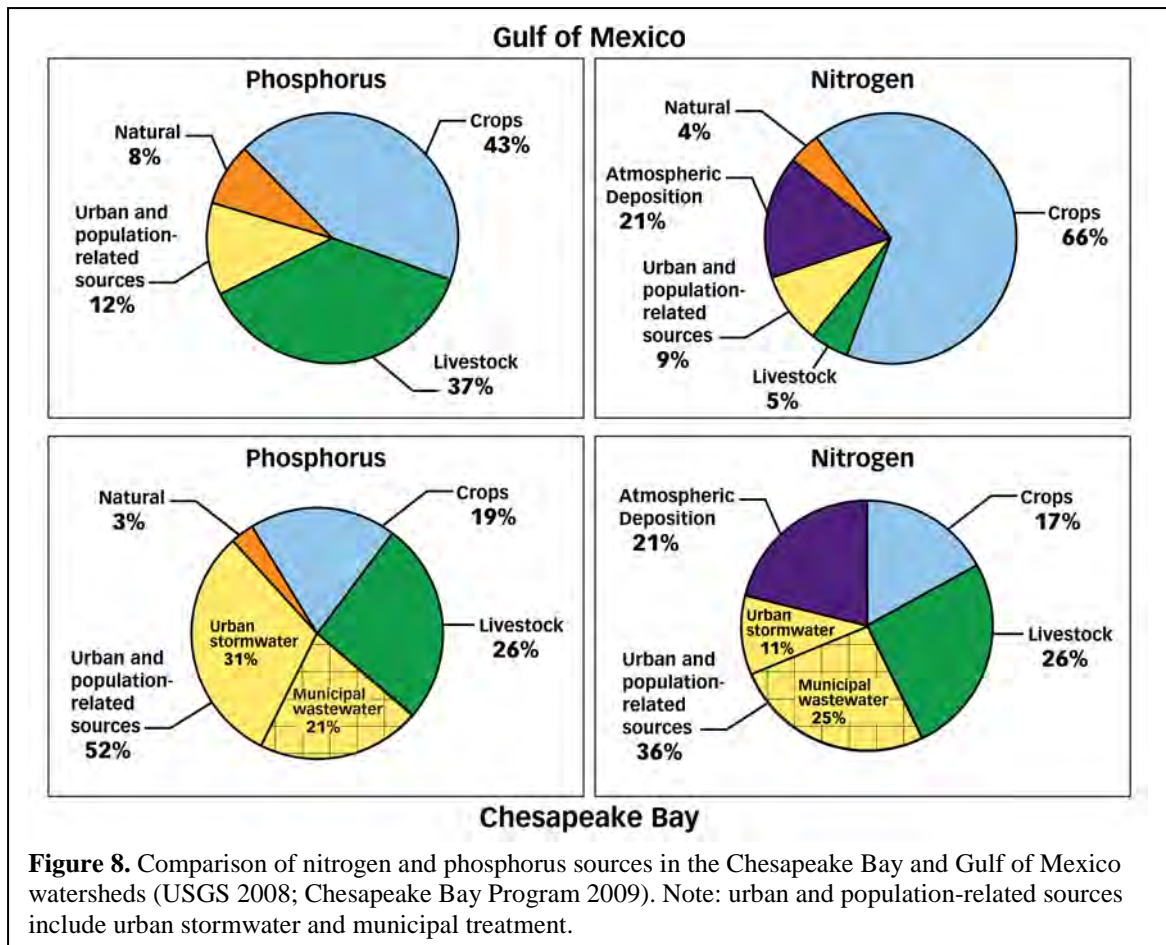 Gulf of Mexico
Phosphorus
Natural
8%
Crops
43%
Urban and
population-
related
sources
12%
Livestock
37%
Nitrogen
Natural
4%
Atmospheric
Deposition
21%
Crops
66%
Urban and
population-
related
sources
9%
Livestock
5%
Phosphorus
Natural
3%
Crops
19%
Urban
stormwater
31%
Livestock
26%
Urban and
population-
related
sources
52%
Municipal
wastewater
21%
Nitrogen
Atmospheric
Deposition
21%
Crops
17%
Urban
stormwater
11%
Livestock
26%
Urban and
population-
related
sources
36%
Municipal
wastewater
25%
Chesapeake Bay
Figure 8. Comparison of nitrogen and phosphorus sources in the Chesapeake Bay and Gulf of Mexico
watersheds (USGS 2008; Chesapeake Bay Program 2009). Note: urban and population-related sources
include urban stormwater and municipal treatment.